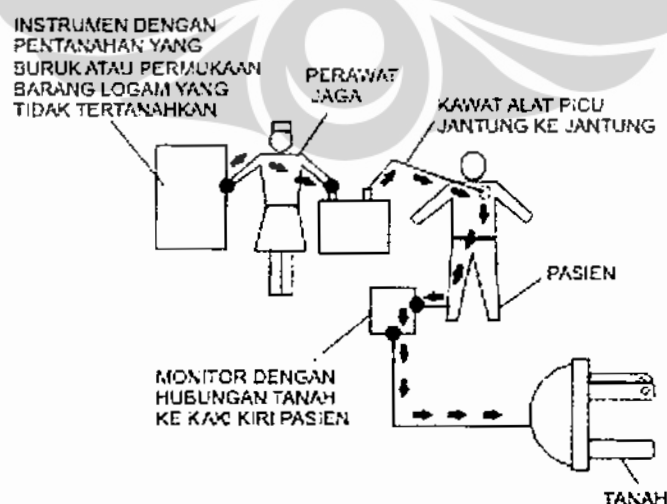 INSTRUMEN DENGAN
PENTANAHAN YANG
BURUK ATAU PERMUKAAN
BARANG LOGAM YANG
TIDAK TERTANAHKAN
PERAWAT
JAGA
KAWAT ALAT PICU
JANTUNG KE JANTUNG
PASIEN
MONITOR DENGAN
HUBUNGAN TANAH
KE KAKI KIRI PASIEN
TANAH